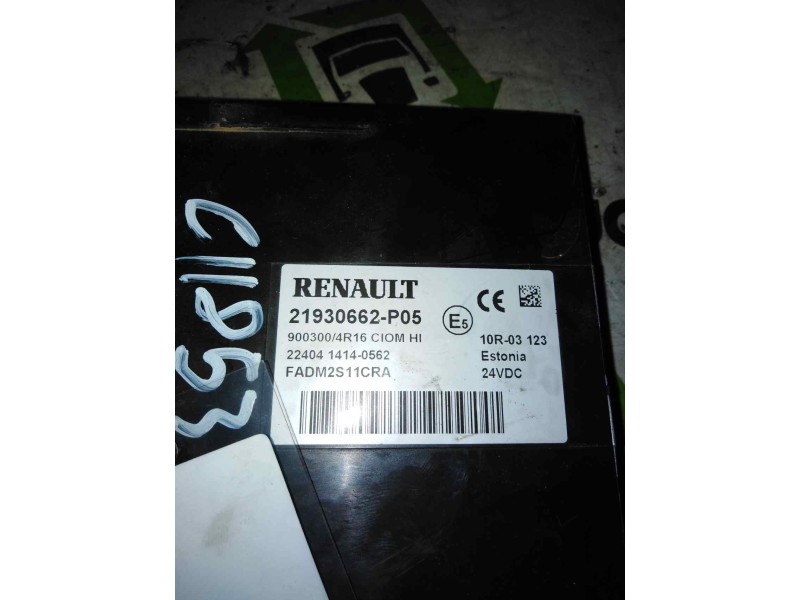 RENAULT
21930662-P05
900300/4R16 CIOM HI
22404 1414-0562
FADM2S11CRA
E5
CE
10R-03 123
Estonia
24VDC